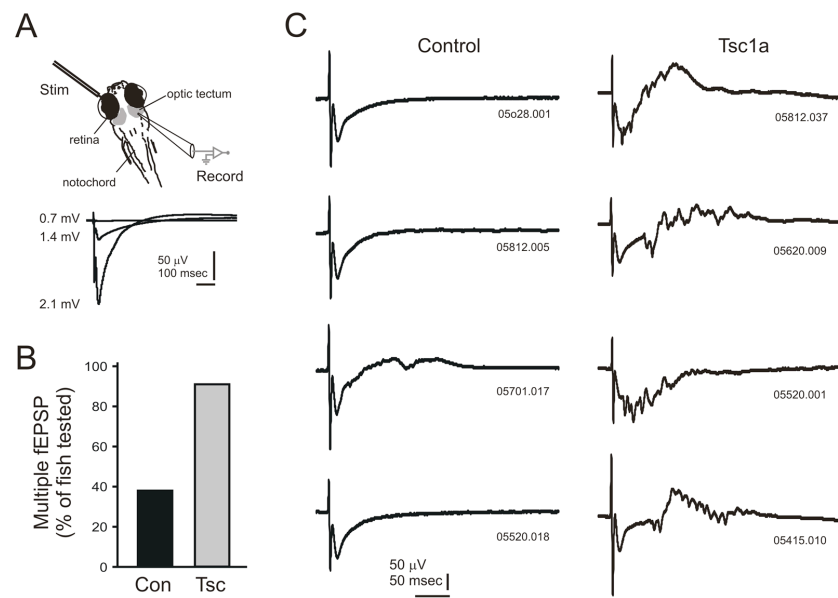 A
Stim
optic tectum
retina
notochord
Record
0.7 mV
1.4 mV
2.1 mV
50 μV
100 msec
B
Multiple fEPSP
(% of fish tested)
100
80
60
40
20
0
Con
Tsc
C
Control
Tsc1a
05o28.001
05812.037
05812.005
05620.009
05701.017
05520.001
05520.018
05415.010
50 μV
50 msec